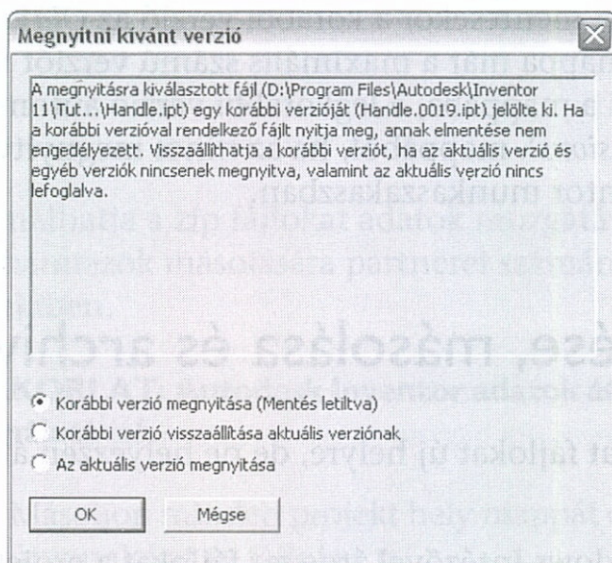 Megnyitni kívánt verzió
A megnyitásra kiválasztott fájl (D:\Program Files\Autodesk\Inventor
11\Tut...\Handle.ipt) egy korábbi verzióját (Handle.0019.ipt) jelölte ki. Ha
a korábbi verzióval rendelkező fájlt nyitja meg, annak elmentése nem
engedélyezett. Visszaállíthatja a korábbi verziót, ha az aktuális verzió és
egyéb verziók nincsenek megnyitva, valamint az aktuális verzió nincs
lefoglalva.
Korábbi verzió megnyitása (Mentés letiltva)
Korábbi verzió visszaállítása aktuális verziónak
Az aktuális verzió megnyitása
OK
Mégse